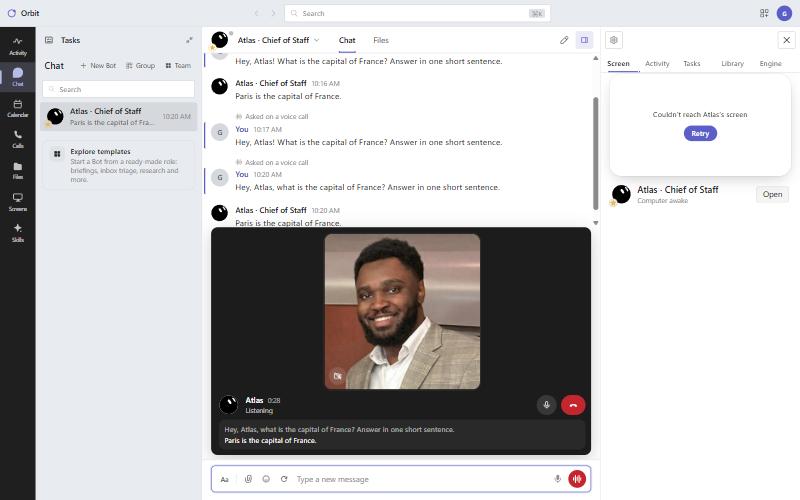 Orbit
Search
⌘K
G
Activity
Chat
Calendar
Calls
Files
Screens
Skills
Tasks
Chat
New Bot
Group
Team
Search
Atlas · Chief of Staff
Paris is the capital of Fra...
10:20 AM
Explore templates
Start a Bot from a ready-made role:
briefings, inbox triage, research and
more.
Atlas · Chief of Staff
Chat
Files
Hey, Atlas! What is the capital of France? Answer in one short sentence.
Atlas · Chief of Staff 10:16 AM
Paris is the capital of France.
Asked on a voice call
G
You 10:17 AM
Hey, Atlas! What is the capital of France? Answer in one short sentence.
Asked on a voice call
G
You 10:20 AM
Hey, Atlas, what is the capital of France? Answer in one short sentence.
Atlas · Chief of Staff 10:20 AM
Paris is the capital of France.
Atlas 0:28
Listening
Hey, Atlas, what is the capital of France? Answer in one short sentence.
Paris is the capital of France.
Aa
Type a new message
Screen
Activity
Tasks
Library
Engine
Couldn't reach Atlas's screen
Retry
Atlas · Chief of Staff
Computer awake
Open